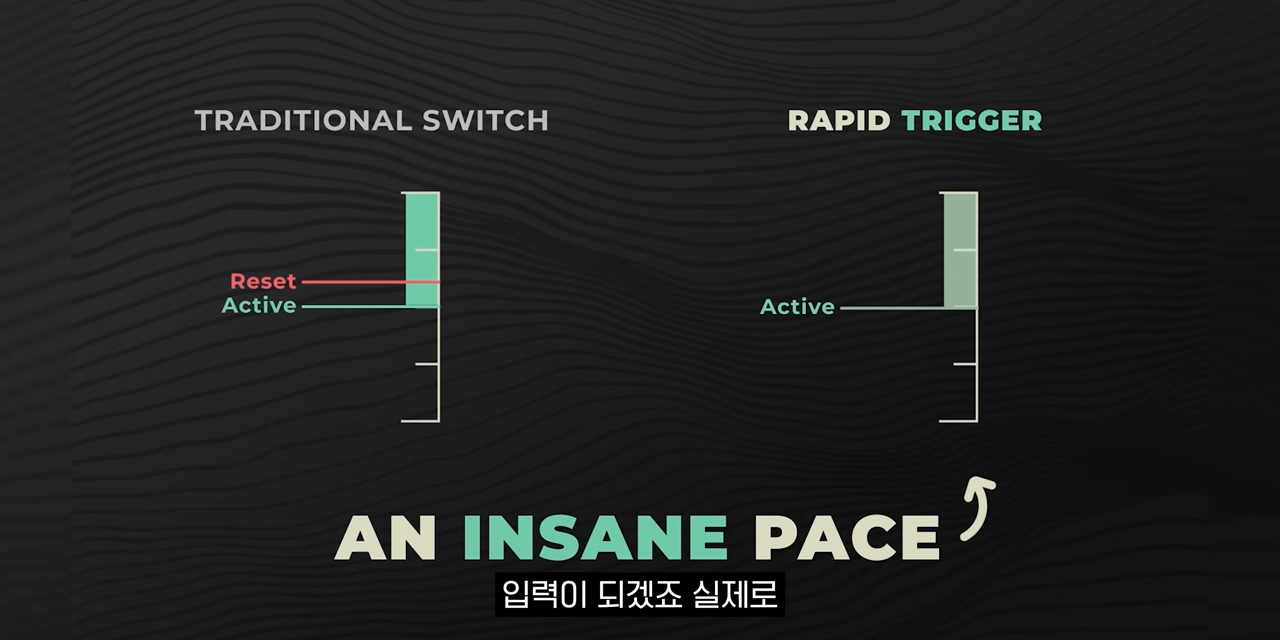 TRADITIONAL SWITCH
RAPID TRIGGER
Reset
Active
Active
AN INSANE PACE
입력이 되겠죠 실제로